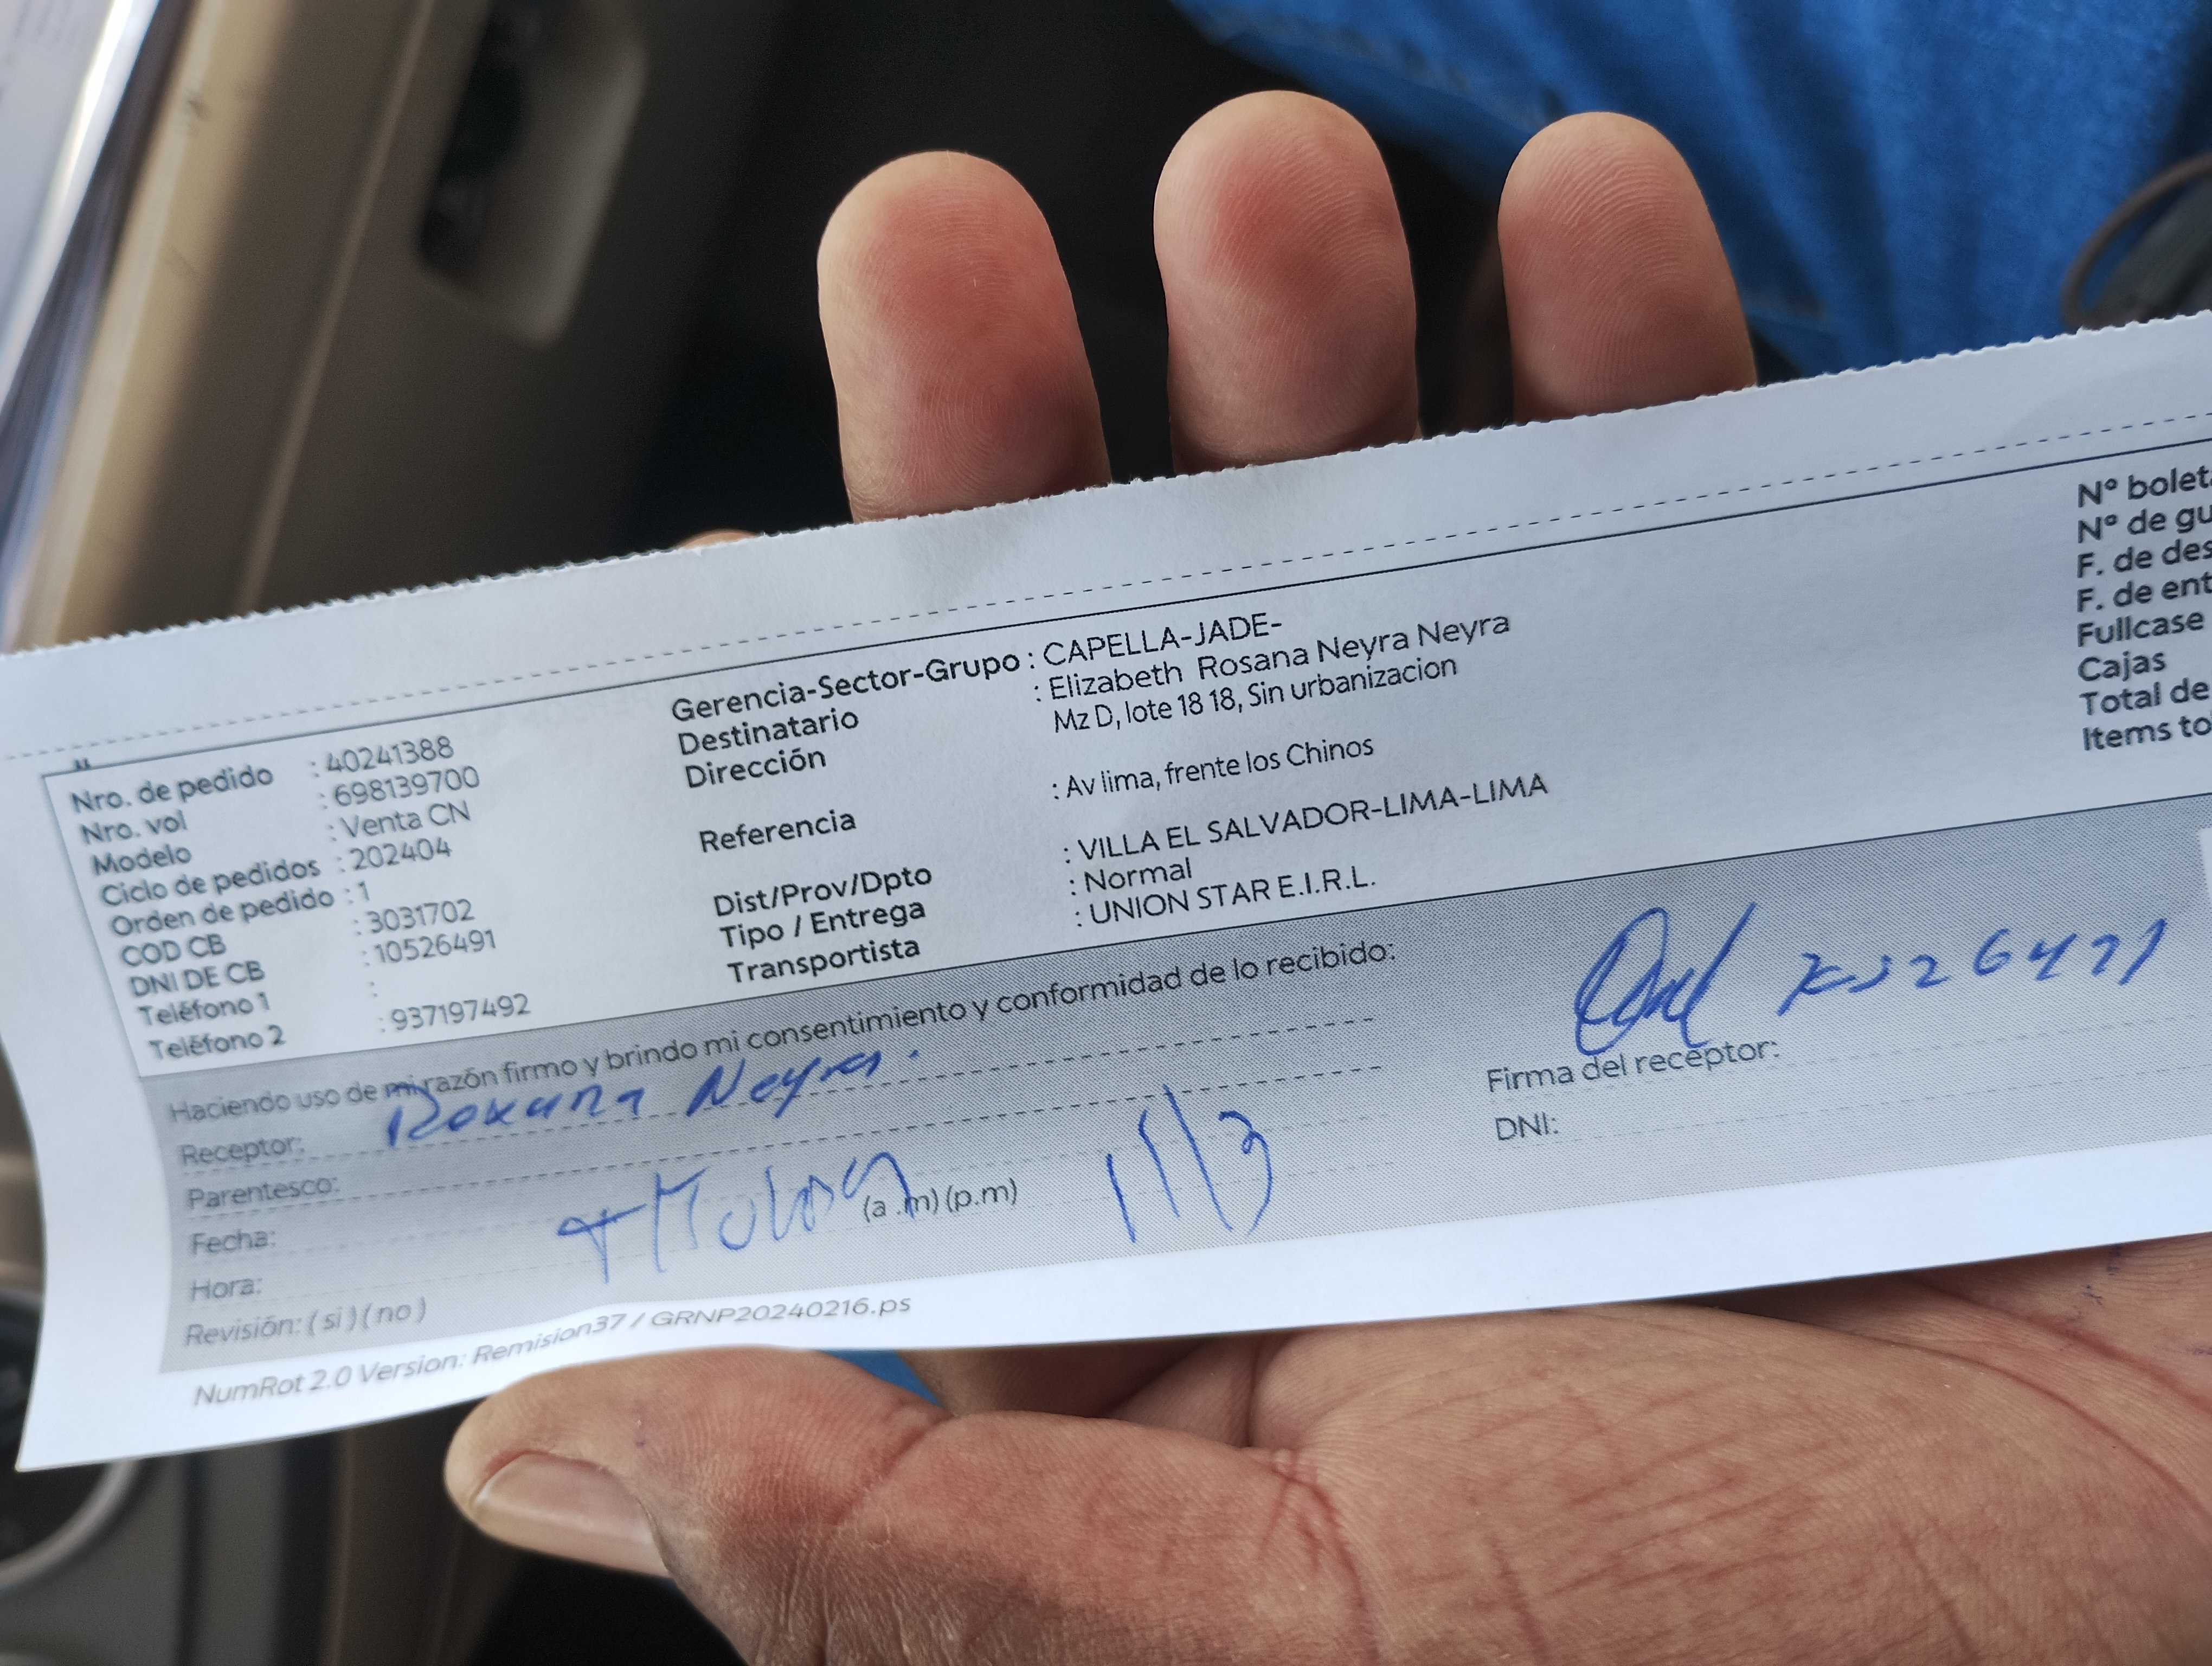 Nro. de pedido : 40241388
Nro. vol : 698139700
Modelo : Venta CN
Ciclo de pedidos : 202404
Orden de pedido : 1
COD CB : 3031702
DNI DE CB : 10526491
Teléfono 1 :
Teléfono 2 : 937197492
Gerencia-Sector-Grupo : CAPELLA-JADE-
Destinatario : Elizabeth Rosana Neyra Neyra
Dirección Mz D, lote 18 18, Sin urbanizacion
Referencia : Av lima, frente los Chinos
Dist/Prov/Dpto : VILLA EL SALVADOR-LIMA-LIMA
Tipo / Entrega : Normal
Transportista : UNION STAR E.I.R.L.
Nº bolet
Nº de gu
F. de des
F. de ent
Fullcase
Cajas
Total de
Items to
Haciendo uso de mi razón firmo y brindo mi consentimiento y conformidad de lo recibido:
Receptor: Roxana Neyra.
Parentesco:
Fecha:
Hora: (a .m) (p.m)
Revisión: ( si ) ( no )
Firma del receptor:
DNI:
NumRot 2.0 Version: Remision37 / GRNP20240216.ps